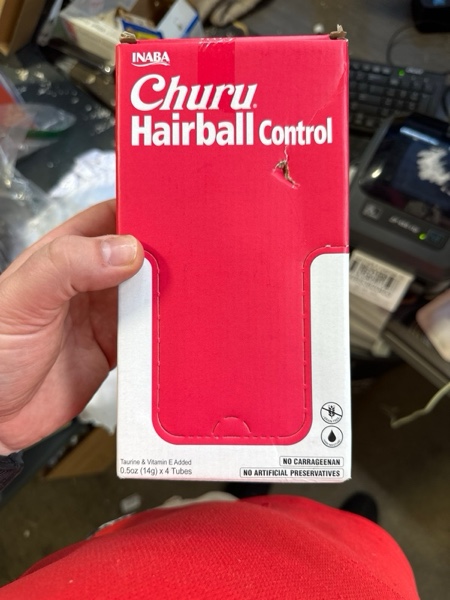 INABA
Churu
Hairball Control
Taurine & Vitamin E Added
0.5oz (14g) x 4 Tubes
NO CARRAGEENAN
NO ARTIFICIAL PRESERVATIVES